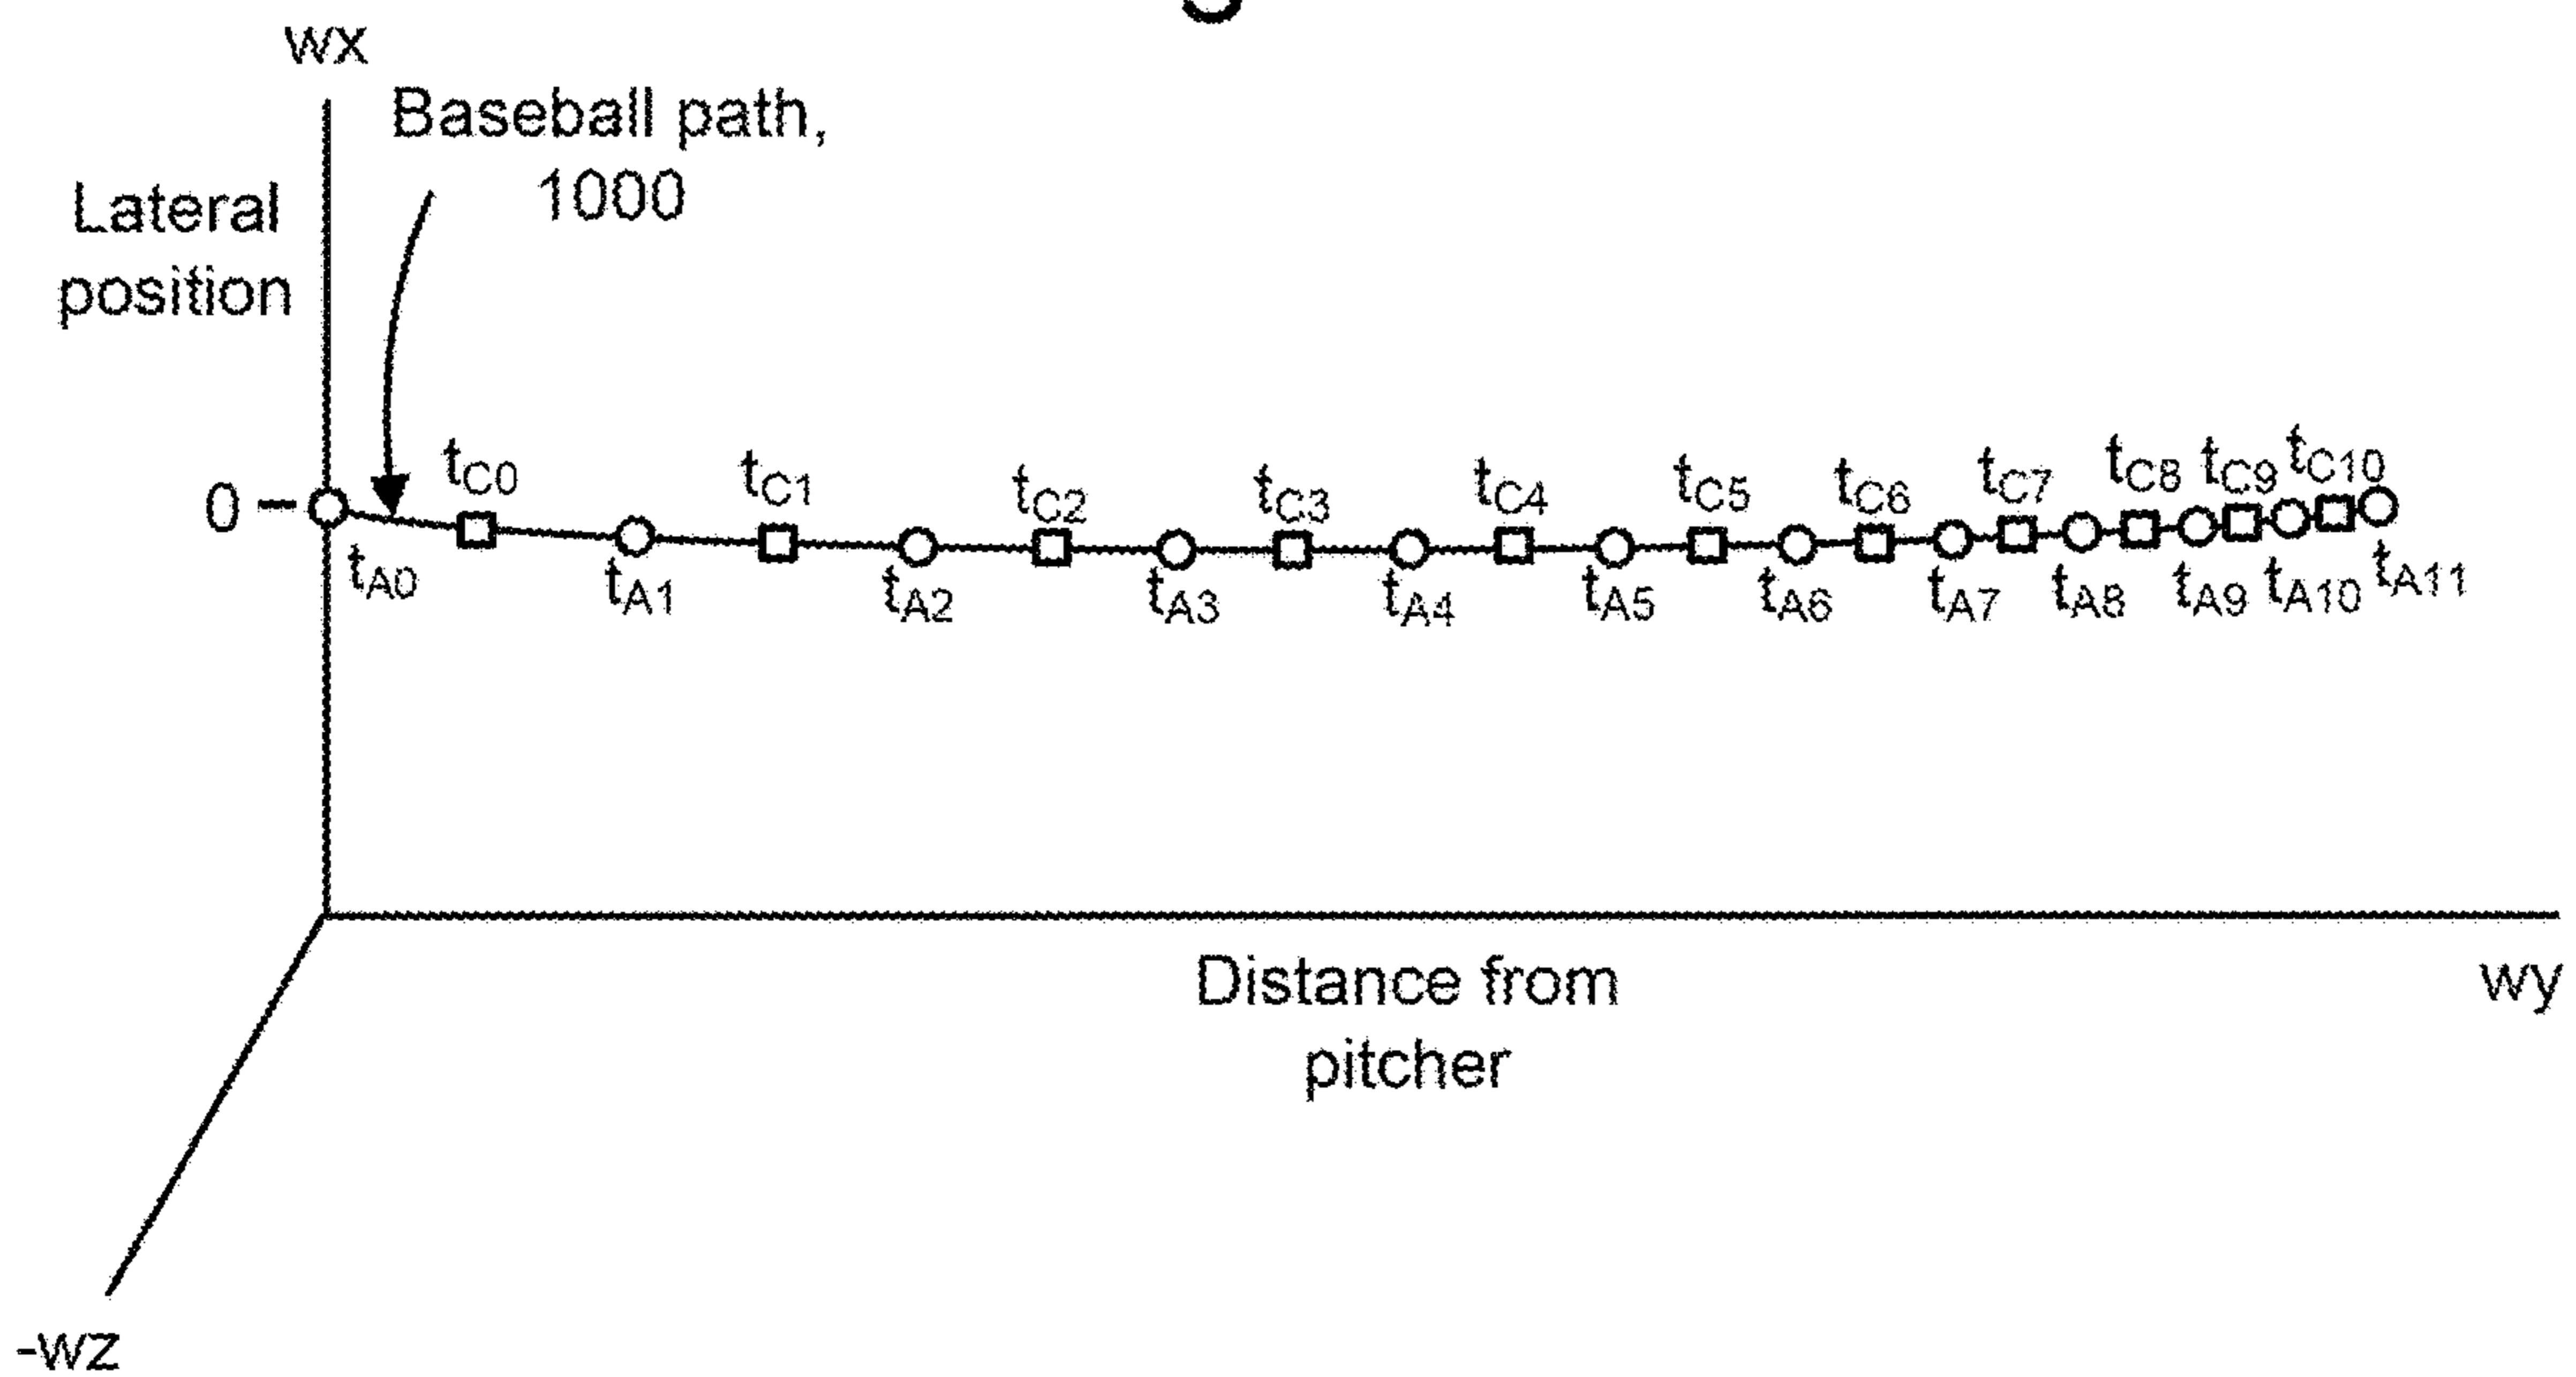 wx
Baseball path,
1000
Lateral
position
0
tC0 tC1 tC2 tC3 tC4 tC5 tC6 tC7 tC8 tC9 tC10
tA0 tA1 tA2 tA3 tA4 tA5 tA6 tA7 tA8 tA9 tA10 tA11
Distance from
pitcher
wy
-wz